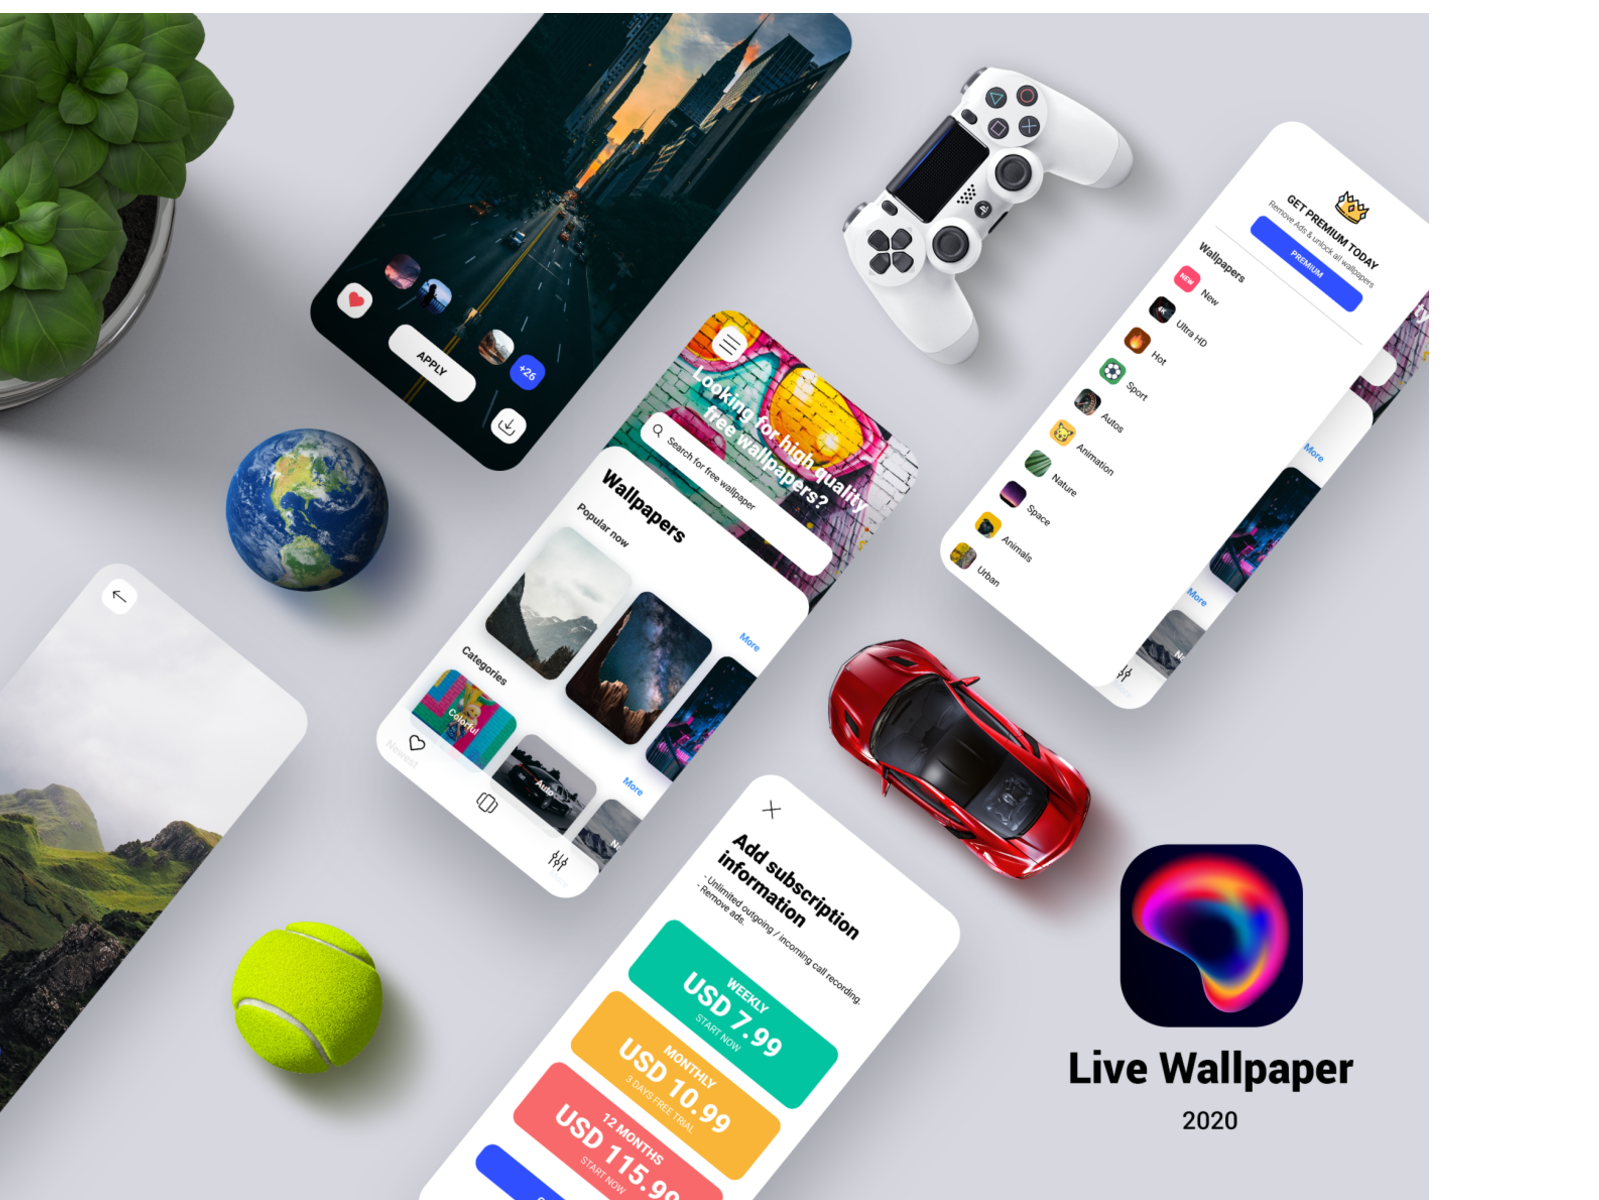 APPLY
+26
Looking for high quality
free wallpapers?
Search for free wallpaper
Wallpapers
Popular now
More
Categories
Colorful
Auto
More
Newest
GET PREMIUM TODAY
Remove Ads & unlock all wallpapers
PREMIUM
Wallpapers
NEW
New
4K
Ultra HD
Hot
Sport
Autos
Animation
Nature
Space
Animals
Urban
More
More
Add subscription
information
- Unlimited outgoing / incoming call recording.
- Remove ads.
WEEKLY
USD 7.99
START NOW
MONTHLY
USD 10.99
3 DAYS FREE TRIAL
12 MONTHS
USD 115.99
START NOW
Live Wallpaper
2020